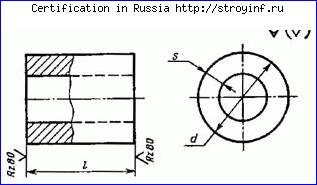 Certification in Russia http://stroyinf.ru
(√)
s
d
l
Rz80
Rz80